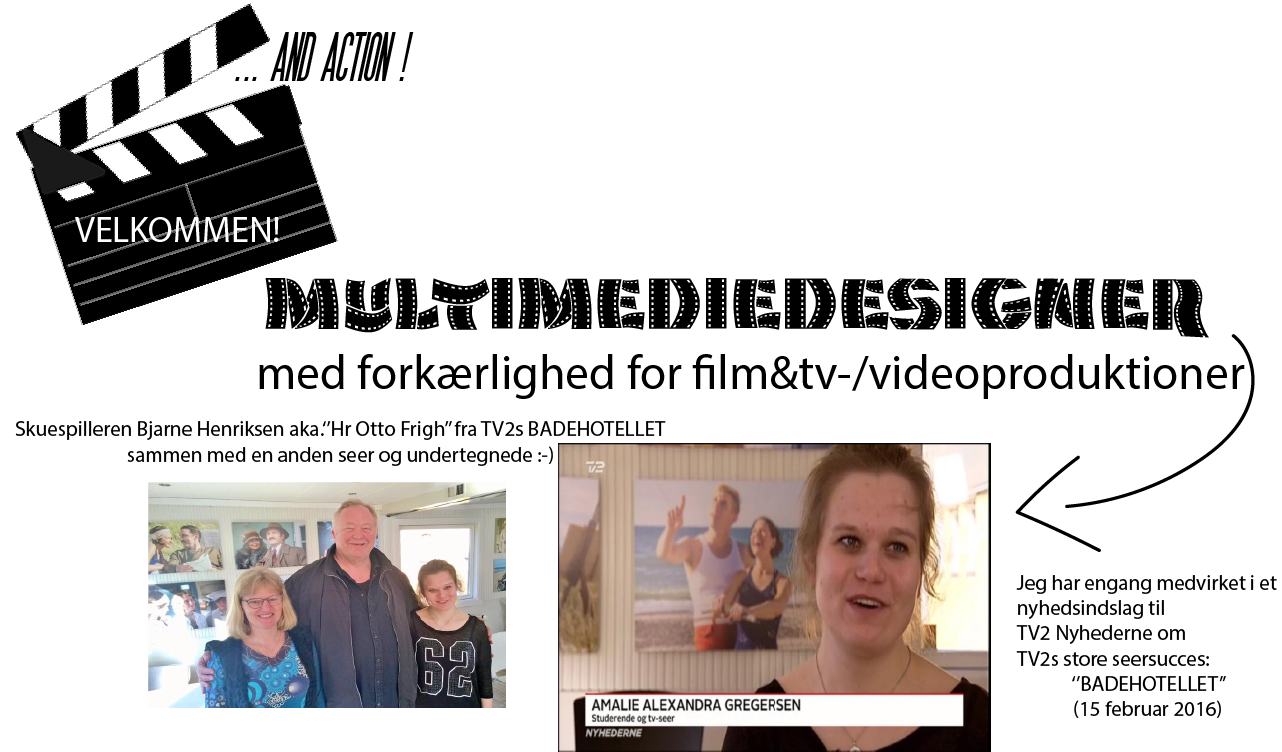 ... AND ACTION !
VELKOMMEN!
MULTIMEDIEDESIGNER
med forkærlighed for film&tv-/videoproduktioner
Skuespilleren Bjarne Henriksen aka.''Hr Otto Frigh'' fra TV2s BADEHOTELLET
sammen med en anden seer og undertegnede :-)
62
TV2
AMALIE ALEXANDRA GREGERSEN
Studerende og tv-seer
NYHEDERNE
Jeg har engang medvirket i et
nyhedsindslag til
TV2 Nyhederne om
TV2s store seersucces:
''BADEHOTELLET''
(15 februar 2016)